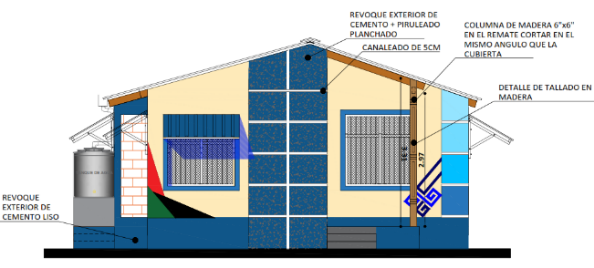 REVOQUE EXTERIOR DE
CEMENTO + PIRULEADO
PLANCHADO
CANALEADO DE 5CM
COLUMNA DE MADERA 6"x6"
EN EL REMATE CORTAR EN EL
MISMO ANGULO QUE LA
CUBIERTA
DETALLE DE TALLADO EN
MADERA
2.97
REVOQUE
EXTERIOR DE
CEMENTO LISO